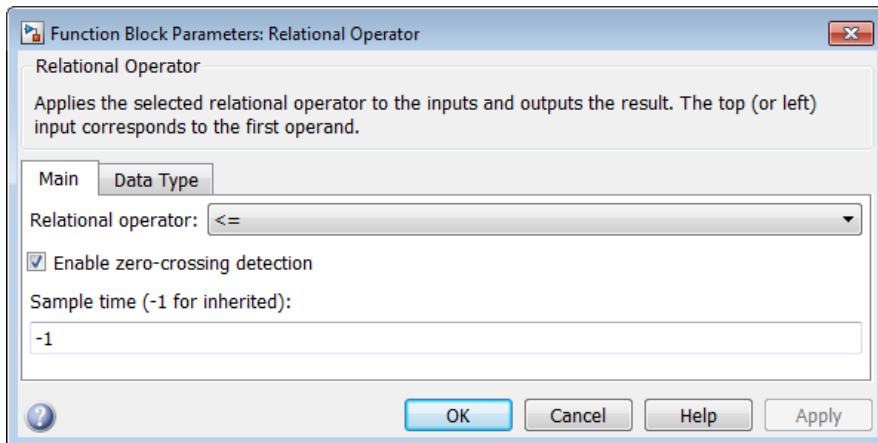 Function Block Parameters: Relational Operator
Relational Operator
Applies the selected relational operator to the inputs and outputs the result. The top (or left)
input corresponds to the first operand.
Main Data Type
Relational operator: <=
Enable zero-crossing detection
Sample time (-1 for inherited):
-1
OK Cancel Help Apply